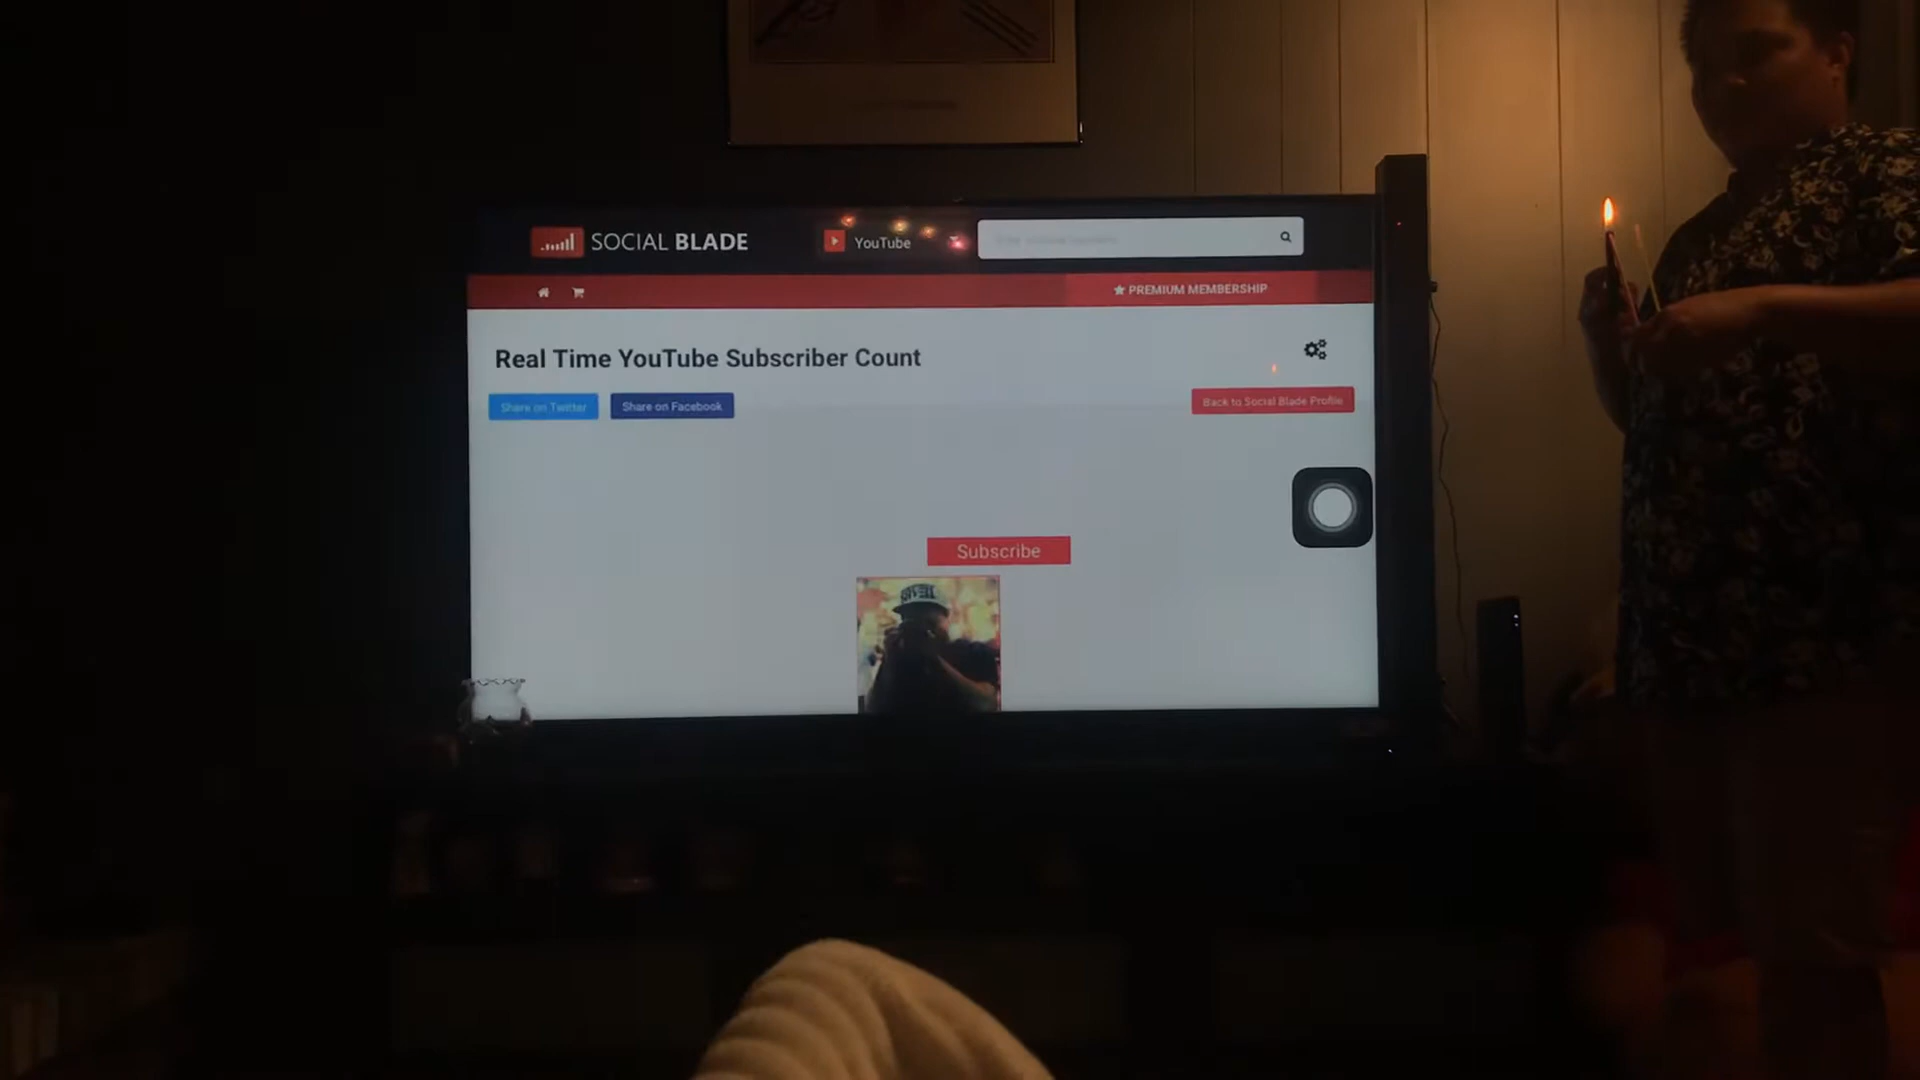 SOCIAL BLADE
YouTube
PREMIUM MEMBERSHIP
Real Time YouTube Subscriber Count
Share on Twitter
Share on Facebook
Back to Social Blade Profile
Subscribe